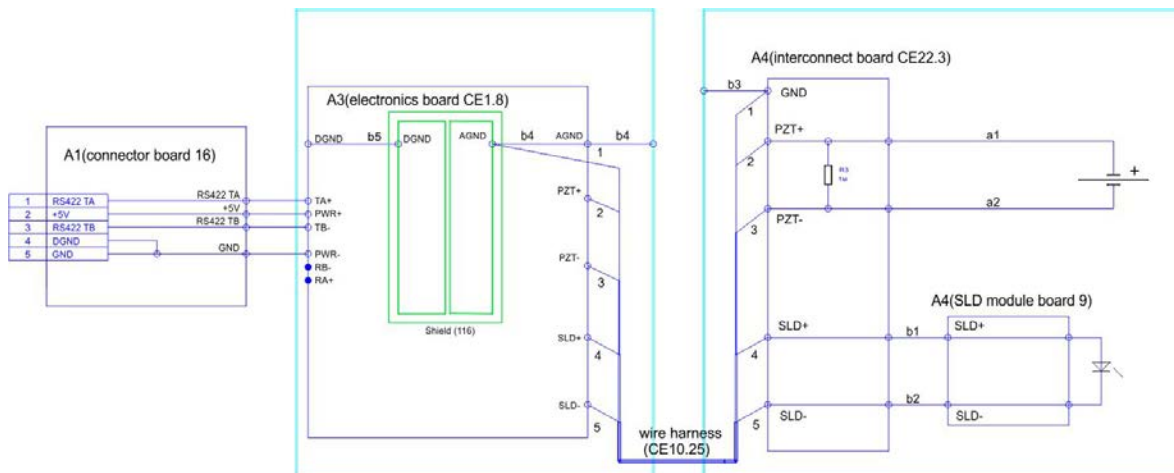 A1(connector board 16)
1 RS422 TA
2 +5V
3 RS422 TB
4 DGND
5 GND
RS422 TA
+5V
RS422 TB
GND
A3(electronics board CE1.8)
DGND
b5
DGND
AGND
b4
AGND
b4
1
TA+
PWR+
TB-
PWR-
RB-
RA+
Shield (116)
PZT+
2
PZT-
3
SLD+
4
SLD-
5
wire harness
(CE10.25)
A4(interconnect board CE22.3)
b3
GND
1
PZT+
2
a1
R3
1M
+
PZT-
3
a2
SLD+
4
b1
SLD-
5
b2
A4(SLD module board 9)
SLD+
SLD-